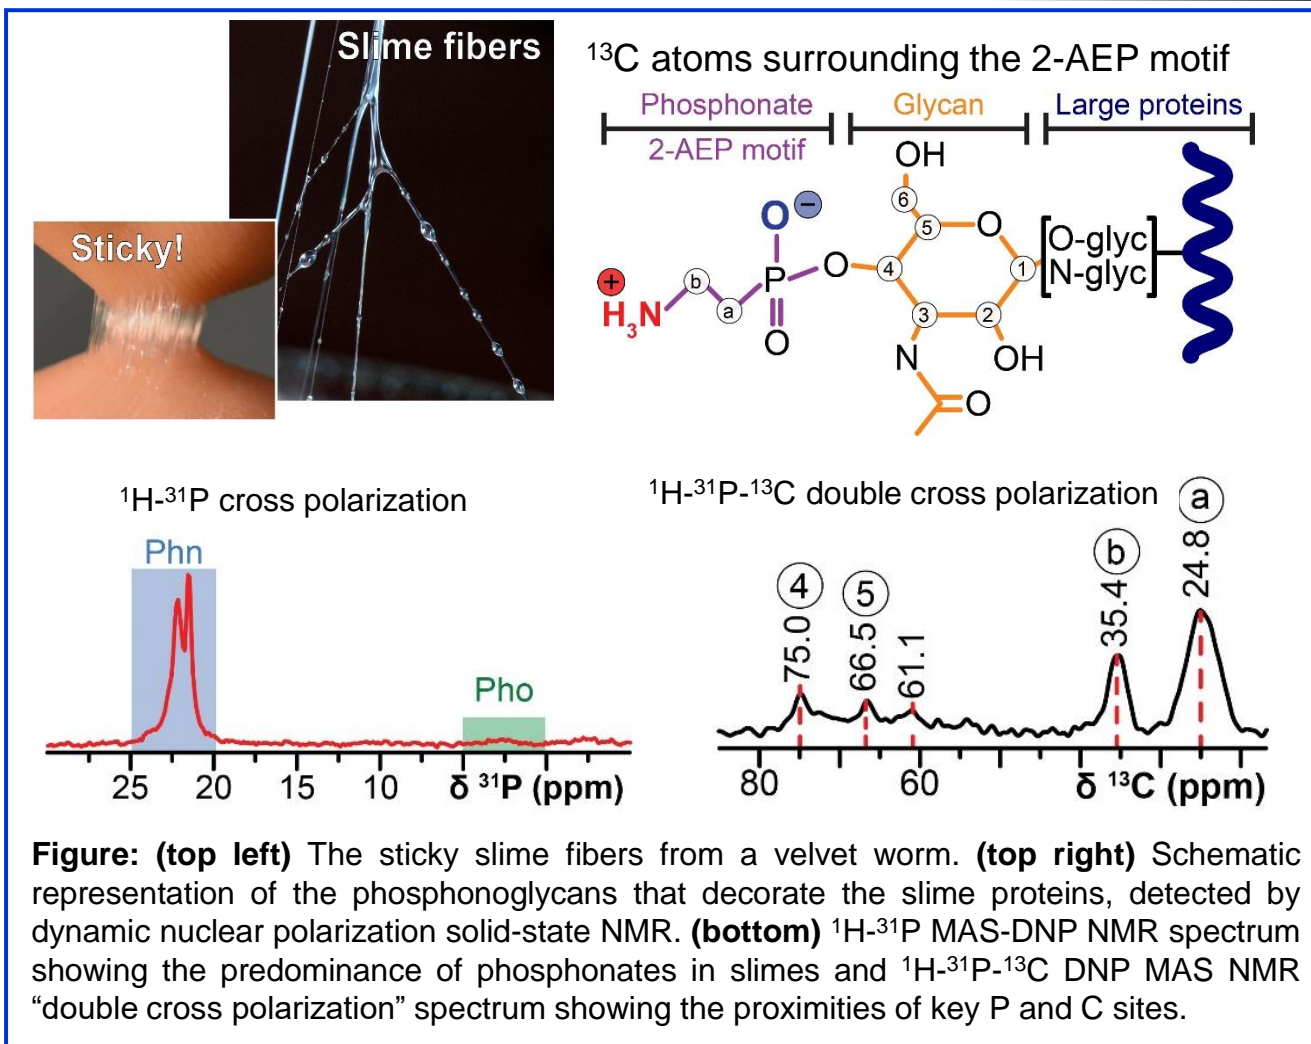 Slime fibers
Sticky!
¹³C atoms surrounding the 2-AEP motif
Phosphonate
Glycan
Large proteins
2-AEP motif
OH
6
O
−
5
O
O-glyc
N-glyc
+
H₃N
b
a
P
O
4
1
3
2
O
N
OH
O
¹H-³¹P cross polarization
Phn
Pho
25 20 15 10 δ ³¹P (ppm)
¹H-³¹P-¹³C double cross polarization
4
5
b
a
75.0
66.5
61.1
35.4
24.8
80 60 δ ¹³C (ppm)
Figure: (top left) The sticky slime fibers from a velvet worm. (top right) Schematic
representation of the phosphonoglycans that decorate the slime proteins, detected by
dynamic nuclear polarization solid-state NMR. (bottom) ¹H-³¹P MAS-DNP NMR spectrum
showing the predominance of phosphonates in slimes and ¹H-³¹P-¹³C DNP MAS NMR
“double cross polarization” spectrum showing the proximities of key P and C sites.